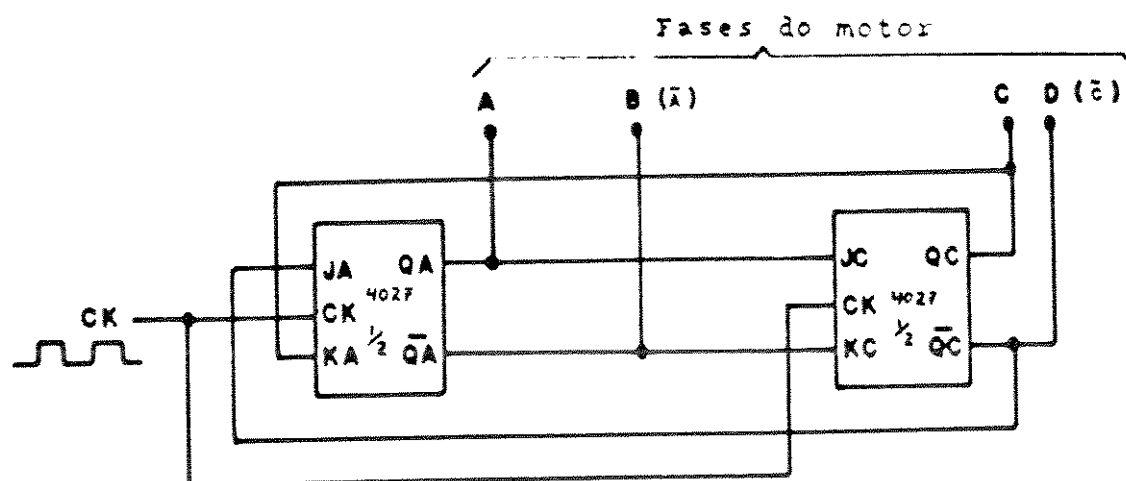 Fases do motor
A B (Ā) C D (C̄)
JA QA
4027
CK
1/2
KA Q̄A
JC QC
CK 4027
1/2
KC Q̄C
CK